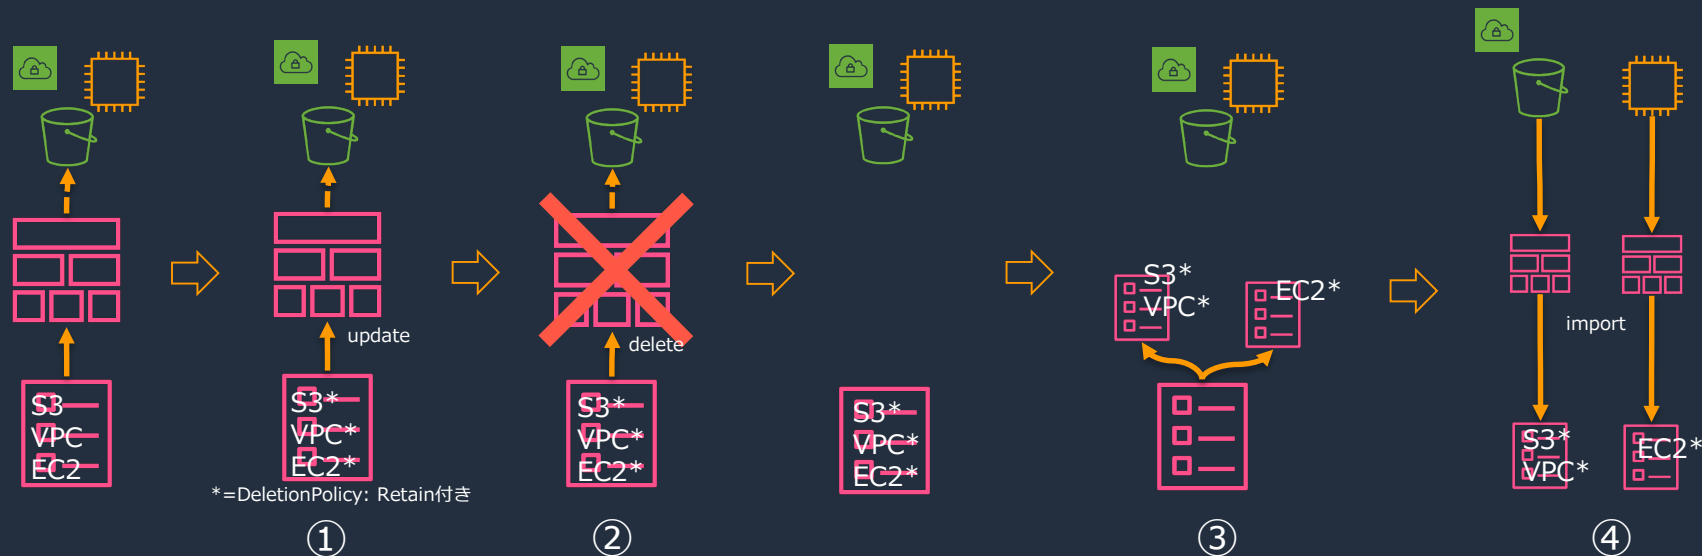 S3
VPC
EC2
update
S3*
VPC*
EC2*
*=DeletionPolicy: Retain付き
①
delete
S3*
VPC*
EC2*
②
S3*
VPC*
EC2*
S3*
VPC*
EC2*
③
import
S3*
VPC*
EC2*
④